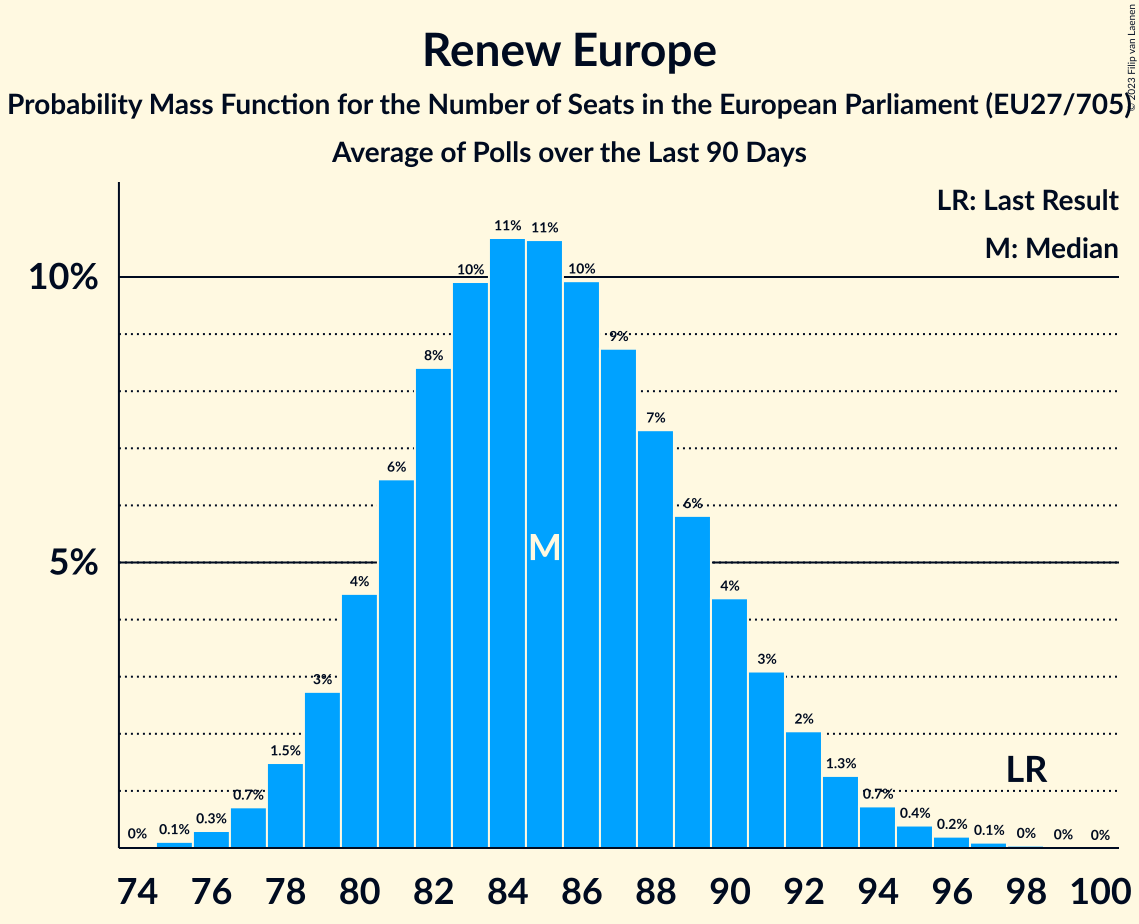 Renew Europe
Probability Mass Function for the Number of Seats in the European Parliament (EU27/705)
Average of Polls over the Last 90 Days
© 2023 Filip van Laenen
LR: Last Result
M: Median
10%
5%
0% 0.1% 0.3% 0.7% 1.5% 3% 4% 6% 8% 10% 11% 11% 10% 9% 7% 6% 4% 3% 2% 1.3% 0.7% 0.4% 0.2% 0.1% 0% 0% 0%
M
LR
74 76 78 80 82 84 86 88 90 92 94 96 98 100